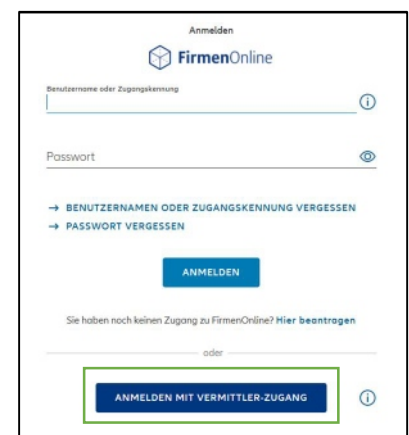 Anmelden
FirmenOnline
Benutzername oder Zugangskennung
Passwort
→ BENUTZERNAMEN ODER ZUGANGSKENNUNG VERGESSEN
→ PASSWORT VERGESSEN
ANMELDEN
Sie haben noch keinen Zugang zu FirmenOnline? Hier beantragen
oder
ANMELDEN MIT VERMITTLER-ZUGANG